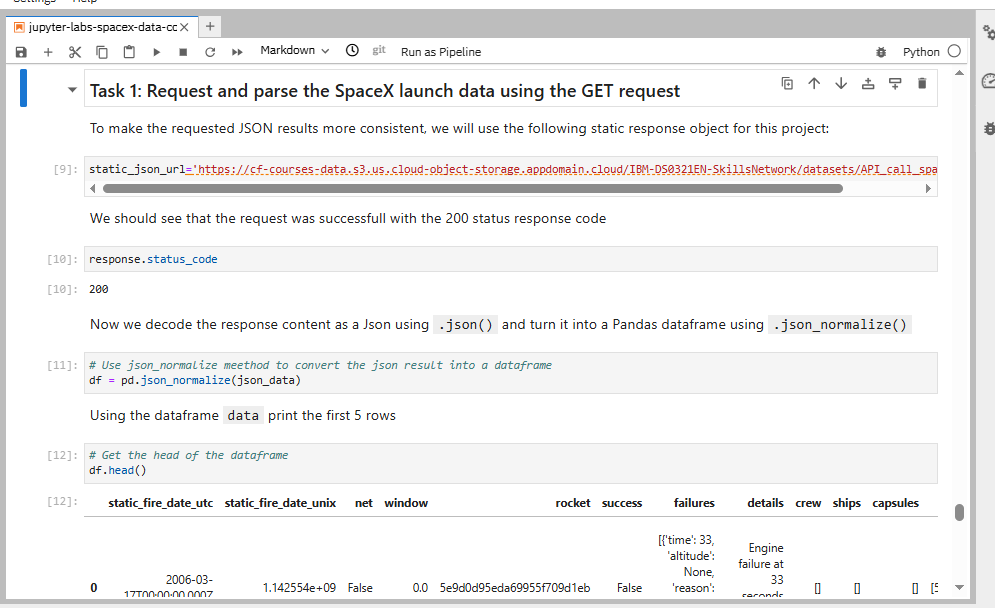 Settings Help
jupyter-labs-spacex-data-cc
Markdown
git
Run as Pipeline
Python
Task 1: Request and parse the SpaceX launch data using the GET request
To make the requested JSON results more consistent, we will use the following static response object for this project:
[9]: static_json_url='https://cf-courses-data.s3.us.cloud-object-storage.appdomain.cloud/IBM-DS0321EN-SkillsNetwork/datasets/API_call_spa
We should see that the request was successfull with the 200 status response code
[10]: response.status_code
[10]: 200
Now we decode the response content as a Json using .json() and turn it into a Pandas dataframe using .json_normalize()
[11]: # Use json_normalize meethod to convert the json result into a dataframe
df = pd.json_normalize(json_data)
Using the dataframe data print the first 5 rows
[12]: # Get the head of the dataframe
df.head()
[12]: static_fire_date_utc static_fire_date_unix net window rocket success failures details crew ships capsules
[{'time': 33,
'altitude': Engine
None, failure at
0 2006-03- 1.142554e+09 False 0.0 5e9d0d95eda69955f709d1eb False 'reason': 33 [] [] [] [5
17T00:00:00.000Z seconds